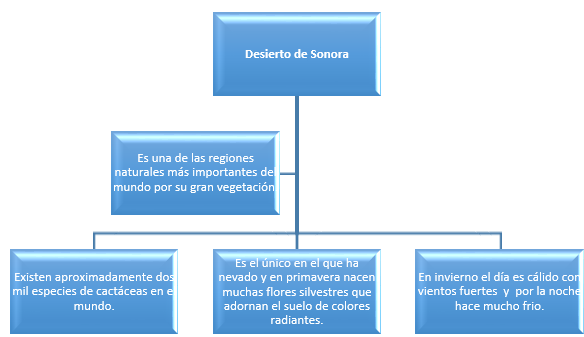 Desierto de Sonora
Es una de las regiones
naturales más importantes del
mundo por su gran vegetación
Existen aproximadamente dos
mil especies de cactáceas en el
mundo.
Es el único en el que ha
nevado y en primavera nacen
muchas flores silvestres que
adornan el suelo de colores
radiantes.
En invierno el día es cálido con
vientos fuertes y por la noche
hace mucho frio.